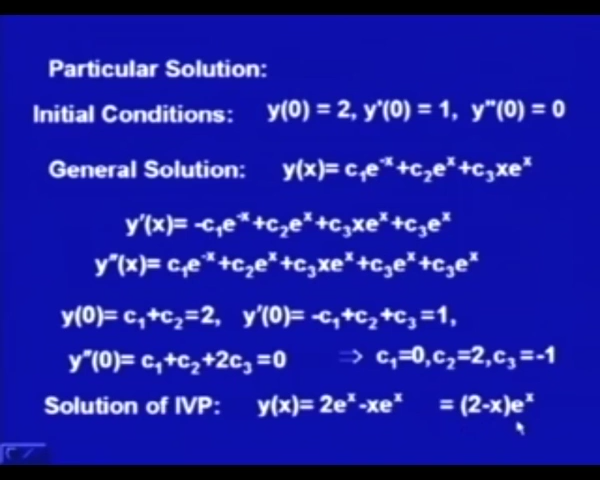 Particular Solution:
Initial Conditions: y(0) = 2, y'(0) = 1, y"(0) = 0
General Solution: y(x)= c₁e⁻ˣ+c₂eˣ+c₃xeˣ
y′(x)= -c₁e⁻ˣ+c₂eˣ+c₃xeˣ+c₃eˣ
y″(x)= c₁e⁻ˣ+c₂eˣ+c₃xeˣ+c₃eˣ+c₃eˣ
y(0)= c₁+c₂=2, y′(0)= -c₁+c₂+c₃=1,
y″(0)= c₁+c₂+2c₃=0 ⇒ c₁=0,c₂=2,c₃=-1
Solution of IVP: y(x)= 2eˣ-xeˣ = (2-x)eˣ